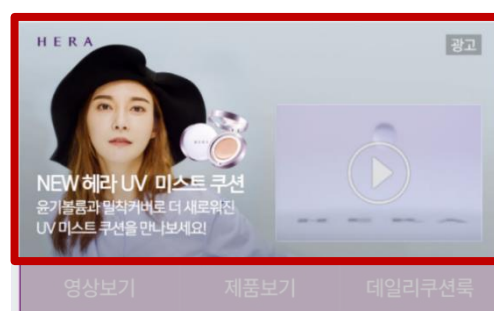 HERA
광고
HERA
NEW 헤라 UV 미스트 쿠션
윤기볼륨과 밀착커버로 더 새로워진
UV 미스트 쿠션을 만나보세요!
영상보기 제품보기 데일리쿠션룩